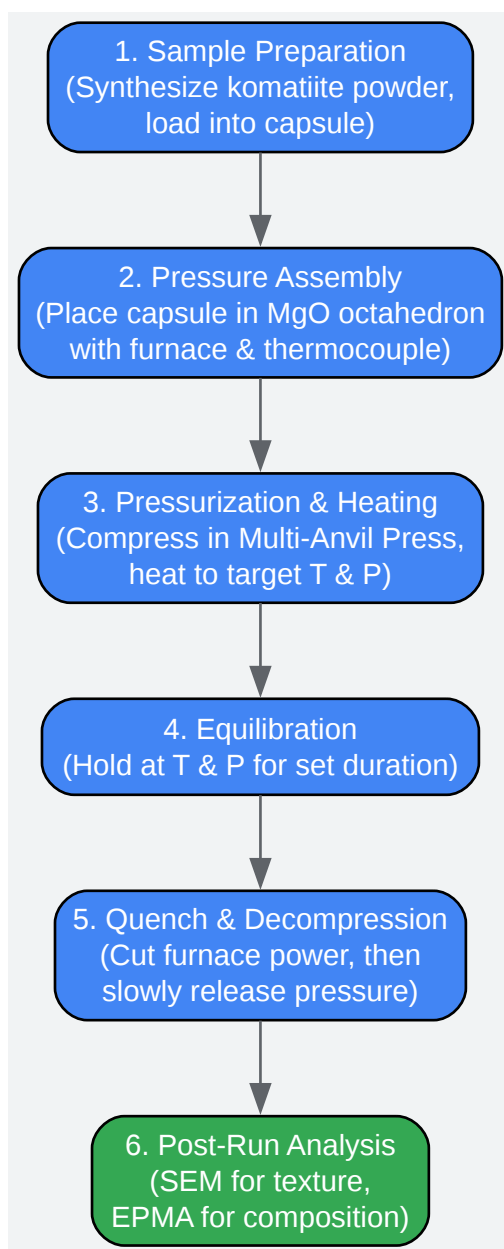 1. Sample Preparation
(Synthesize komatiite powder,
load into capsule)
2. Pressure Assembly
(Place capsule in MgO octahedron
with furnace & thermocouple)
3. Pressurization & Heating
(Compress in Multi-Anvil Press,
heat to target T & P)
4. Equilibration
(Hold at T & P for set duration)
5. Quench & Decompression
(Cut furnace power, then
slowly release pressure)
6. Post-Run Analysis
(SEM for texture,
EPMA for composition)